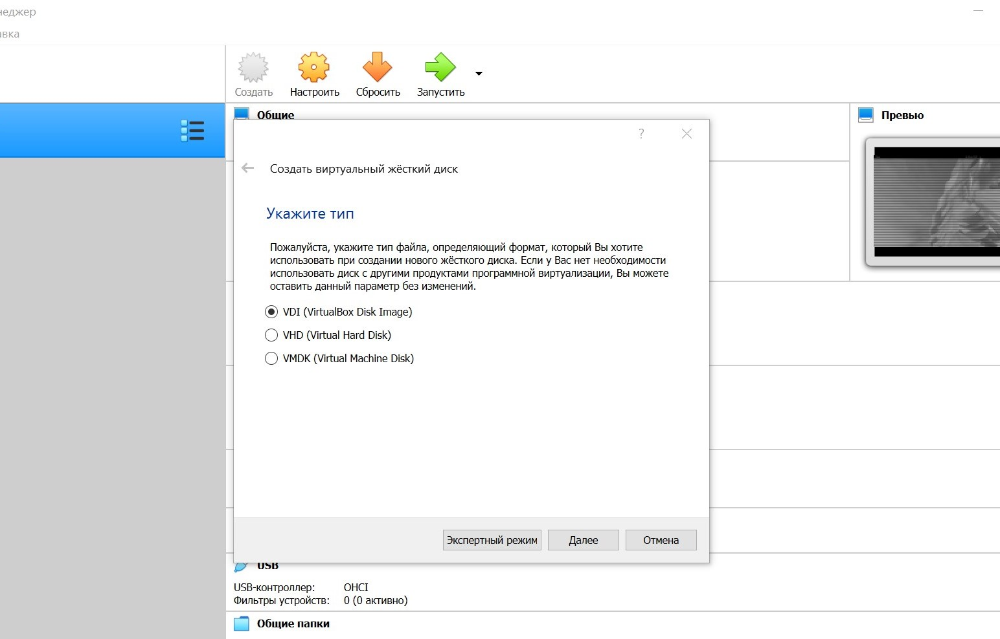 неджер
авка
Создать
Настроить
Сбросить
Запустить
Общие
Превью
?
Создать виртуальный жёсткий диск
Укажите тип
Пожалуйста, укажите тип файла, определяющий формат, который Вы хотите
использовать при создании нового жёсткого диска. Если у Вас нет необходимости
использовать диск с другими продуктами программной виртуализации, Вы можете
оставить данный параметр без изменений.
VDI (VirtualBox Disk Image)
VHD (Virtual Hard Disk)
VMDK (Virtual Machine Disk)
Экспертный режим
Далее
Отмена
USB
USB-контроллер: OHCI
Фильтры устройств: 0 (0 активно)
Общие папки